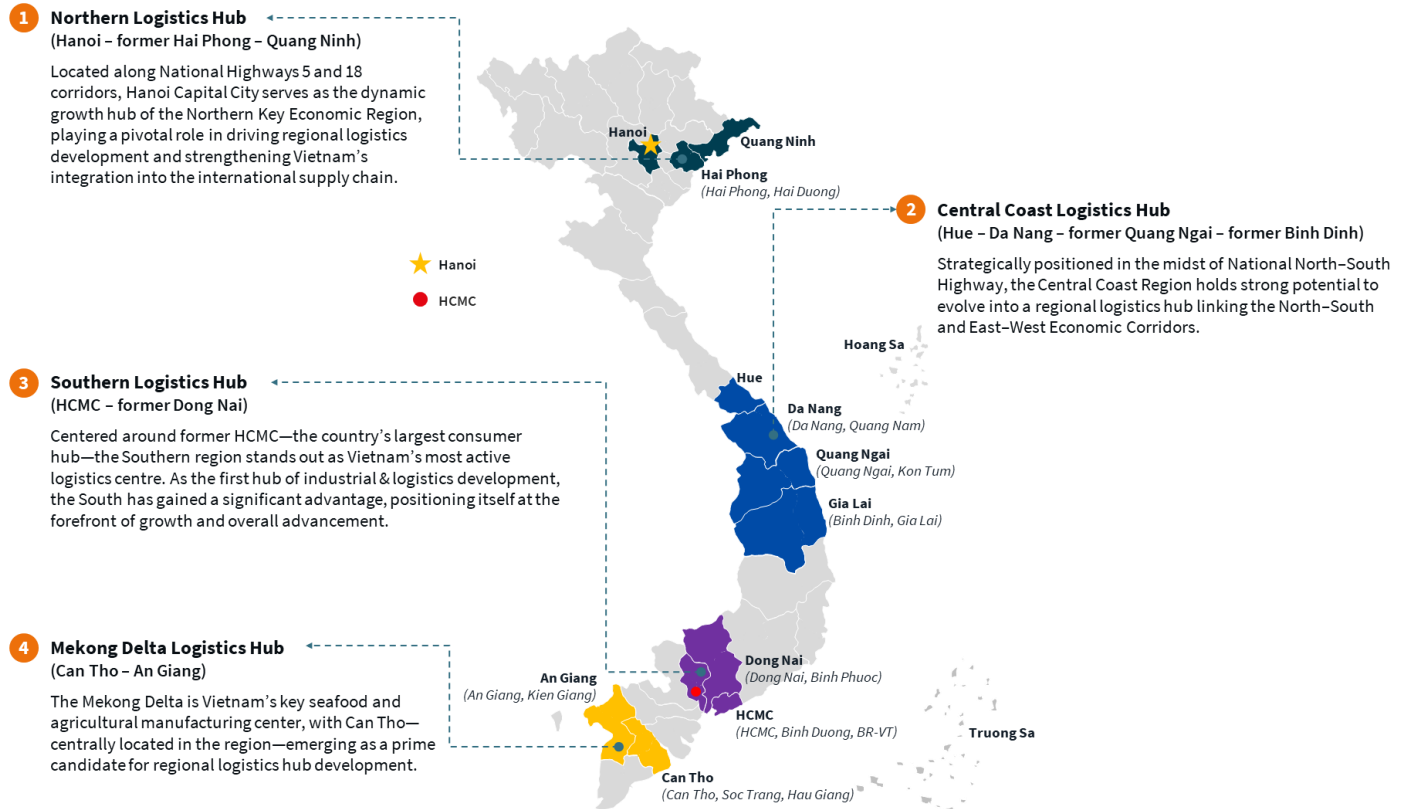 1
Northern Logistics Hub
(Hanoi – former Hai Phong – Quang Ninh)
Located along National Highways 5 and 18
corridors, Hanoi Capital City serves as the dynamic
growth hub of the Northern Key Economic Region,
playing a pivotal role in driving regional logistics
development and strengthening Vietnam's
integration into the international supply chain.
Hanoi
Quang Ninh
Hai Phong
(Hai Phong, Hai Duong)
2
Central Coast Logistics Hub
(Hue – Da Nang – former Quang Ngai – former Binh Dinh)
Strategically positioned in the midst of National North–South
Highway, the Central Coast Region holds strong potential to
evolve into a regional logistics hub linking the North–South
and East–West Economic Corridors.
Hanoi
HCMC
Hoang Sa
Hue
Da Nang
(Da Nang, Quang Nam)
Quang Ngai
(Quang Ngai, Kon Tum)
Gia Lai
(Binh Dinh, Gia Lai)
3
Southern Logistics Hub
(HCMC – former Dong Nai)
Centered around former HCMC—the country's largest consumer
hub—the Southern region stands out as Vietnam's most active
logistics centre. As the first hub of industrial & logistics development,
the South has gained a significant advantage, positioning itself at the
forefront of growth and overall advancement.
4
Mekong Delta Logistics Hub
(Can Tho – An Giang)
The Mekong Delta is Vietnam's key seafood and
agricultural manufacturing center, with Can Tho—
centrally located in the region—emerging as a prime
candidate for regional logistics hub development.
An Giang
(An Giang, Kien Giang)
Dong Nai
(Dong Nai, Binh Phuoc)
HCMC
(HCMC, Binh Duong, BR-VT)
Truong Sa
Can Tho
(Can Tho, Soc Trang, Hau Giang)